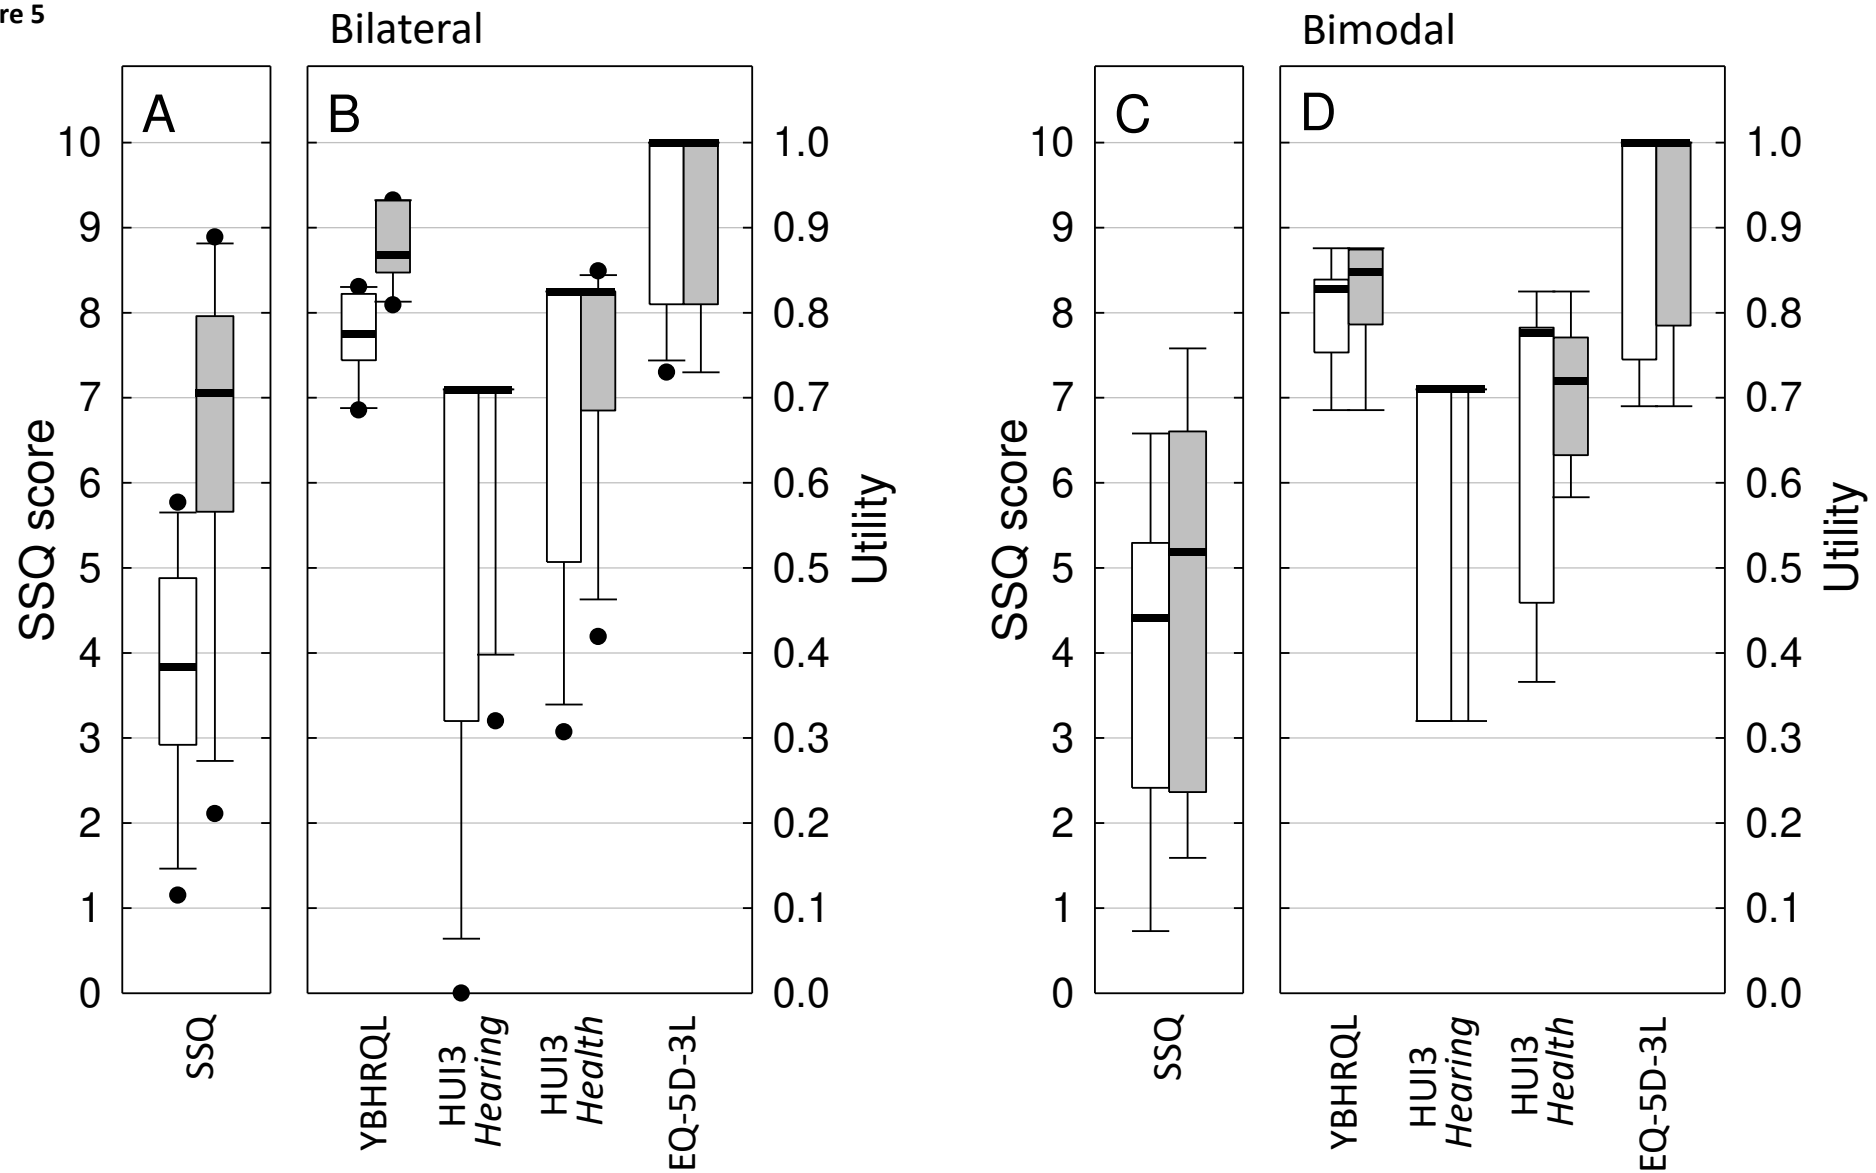 re 5
Bilateral
Bimodal
A
B
C
D
10
9
8
7
6
5
4
3
2
1
0
SSQ score
1.0
0.9
0.8
0.7
0.6
0.5
0.4
0.3
0.2
0.1
0.0
Utility
SSQ
YBHRQL
HUI3
Hearing
HUI3
Health
EQ-5D-3L
10
9
8
7
6
5
4
3
2
1
0
SSQ score
1.0
0.9
0.8
0.7
0.6
0.5
0.4
0.3
0.2
0.1
0.0
Utility
SSQ
YBHRQL
HUI3
Hearing
HUI3
Health
EQ-5D-3L